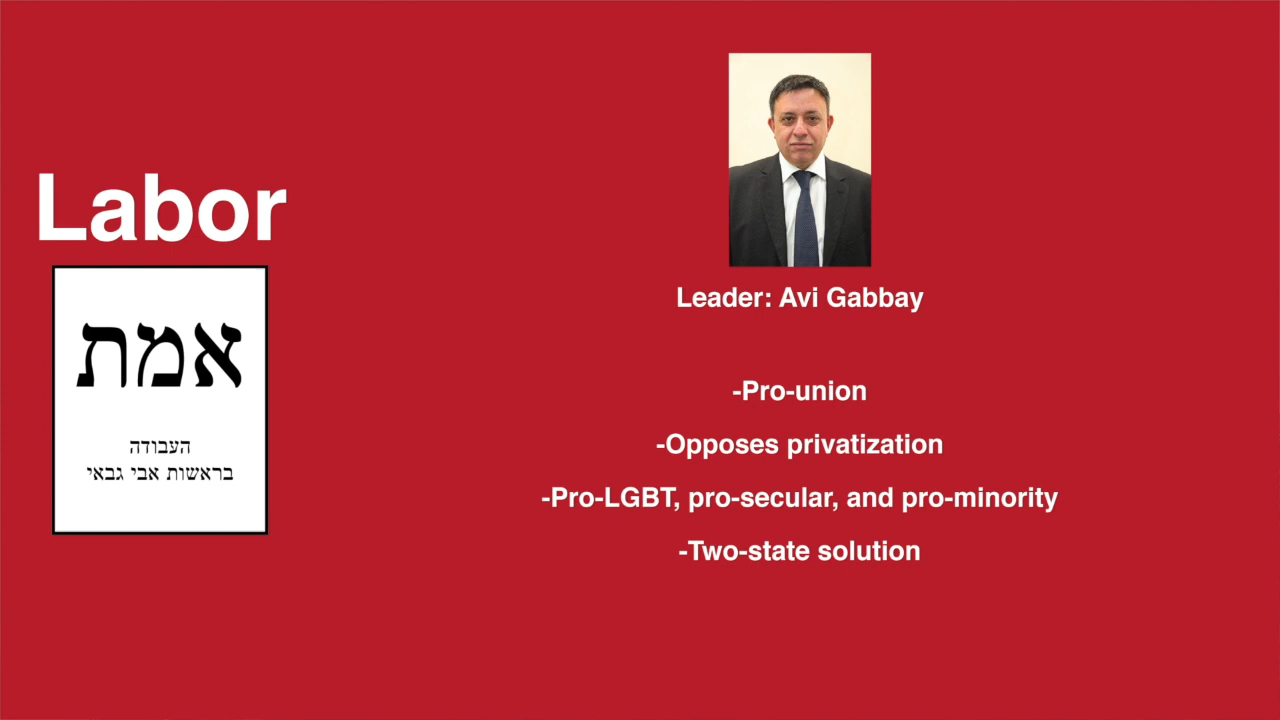 Labor
אמת
העבודה
בראשות אבי גבאי
Leader: Avi Gabbay
-Pro-union
-Opposes privatization
-Pro-LGBT, pro-secular, and pro-minority
-Two-state solution